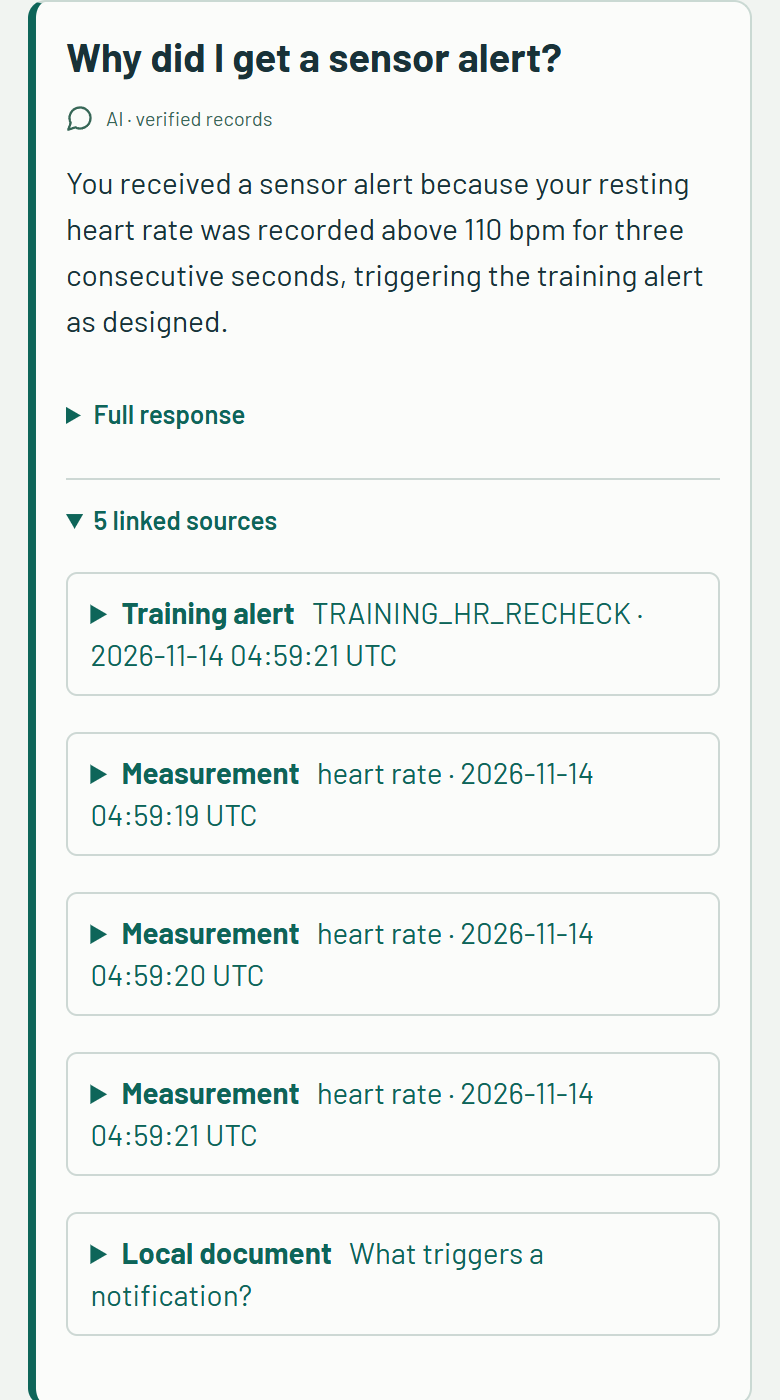 Why did I get a sensor alert?
AI · verified records
You received a sensor alert because your resting
heart rate was recorded above 110 bpm for three
consecutive seconds, triggering the training alert
as designed.
Full response
5 linked sources
Training alert TRAINING_HR_RECHECK ·
2026-11-14 04:59:21 UTC
Measurement heart rate · 2026-11-14
04:59:19 UTC
Measurement heart rate · 2026-11-14
04:59:20 UTC
Measurement heart rate · 2026-11-14
04:59:21 UTC
Local document What triggers a
notification?